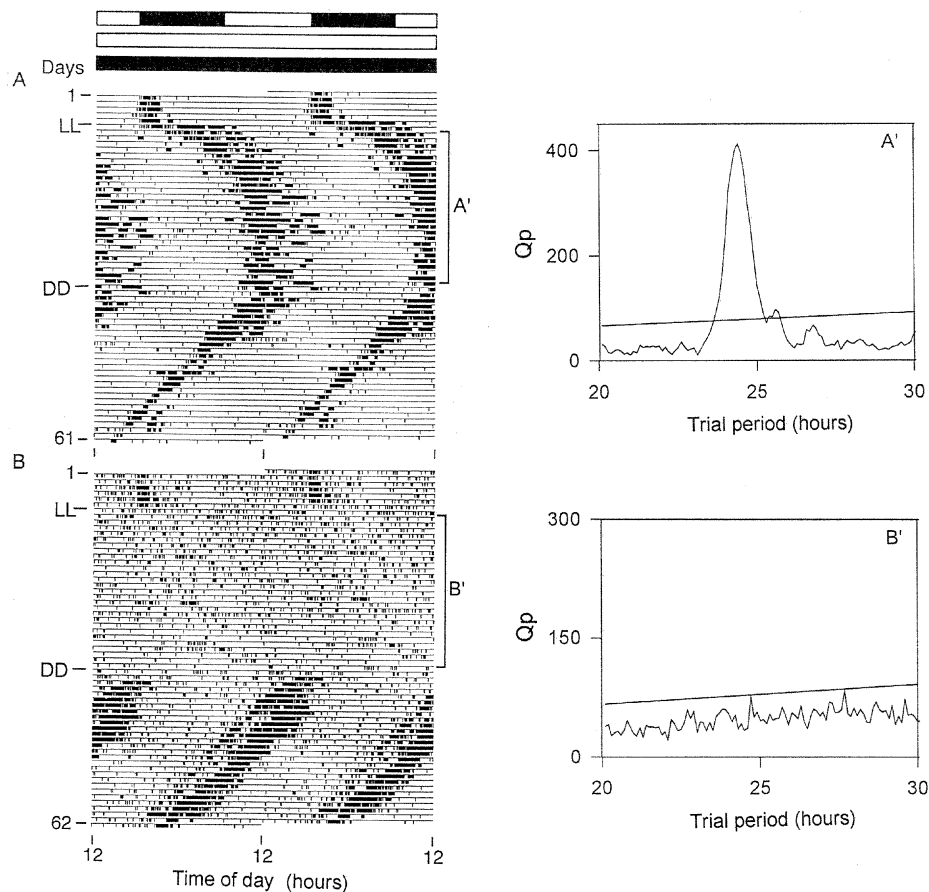 Days
A
1
LL
DD
61
A'
B
1
LL
DD
62
B'
12
12
12
Time of day (hours)
A'
400
200
0
Qp
20
25
30
Trial period (hours)
B'
300
150
0
Qp
20
25
30
Trial period (hours)